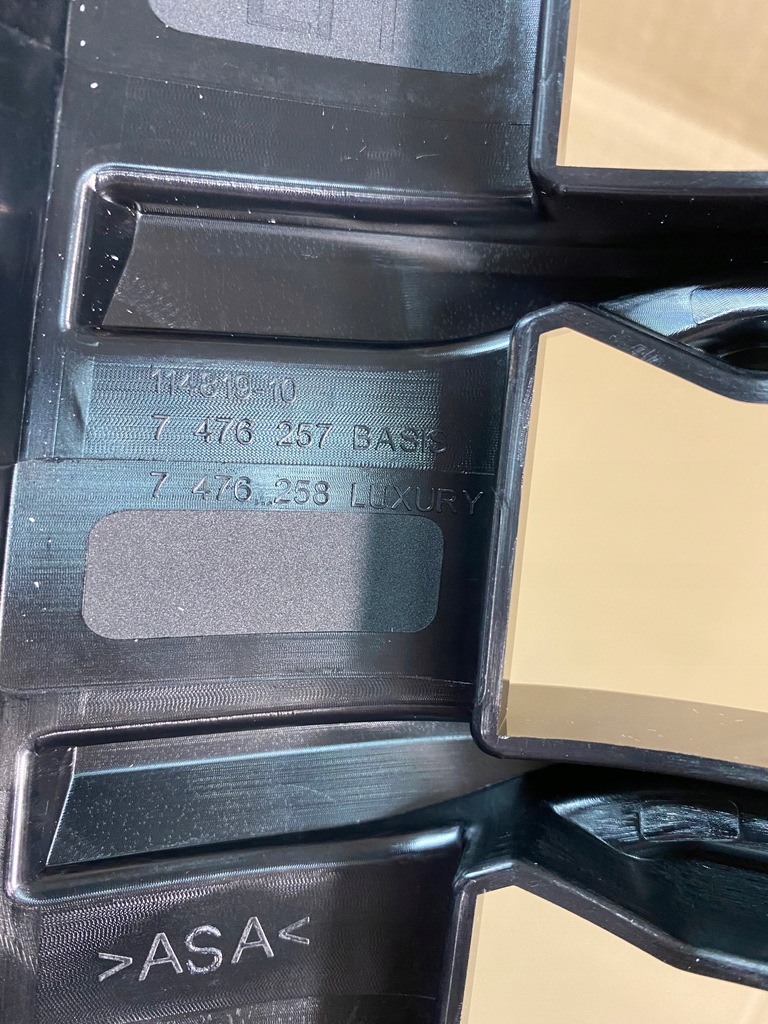 114819-10
7 476 257 BASIS
7 476 258 LUXURY
>ASA<